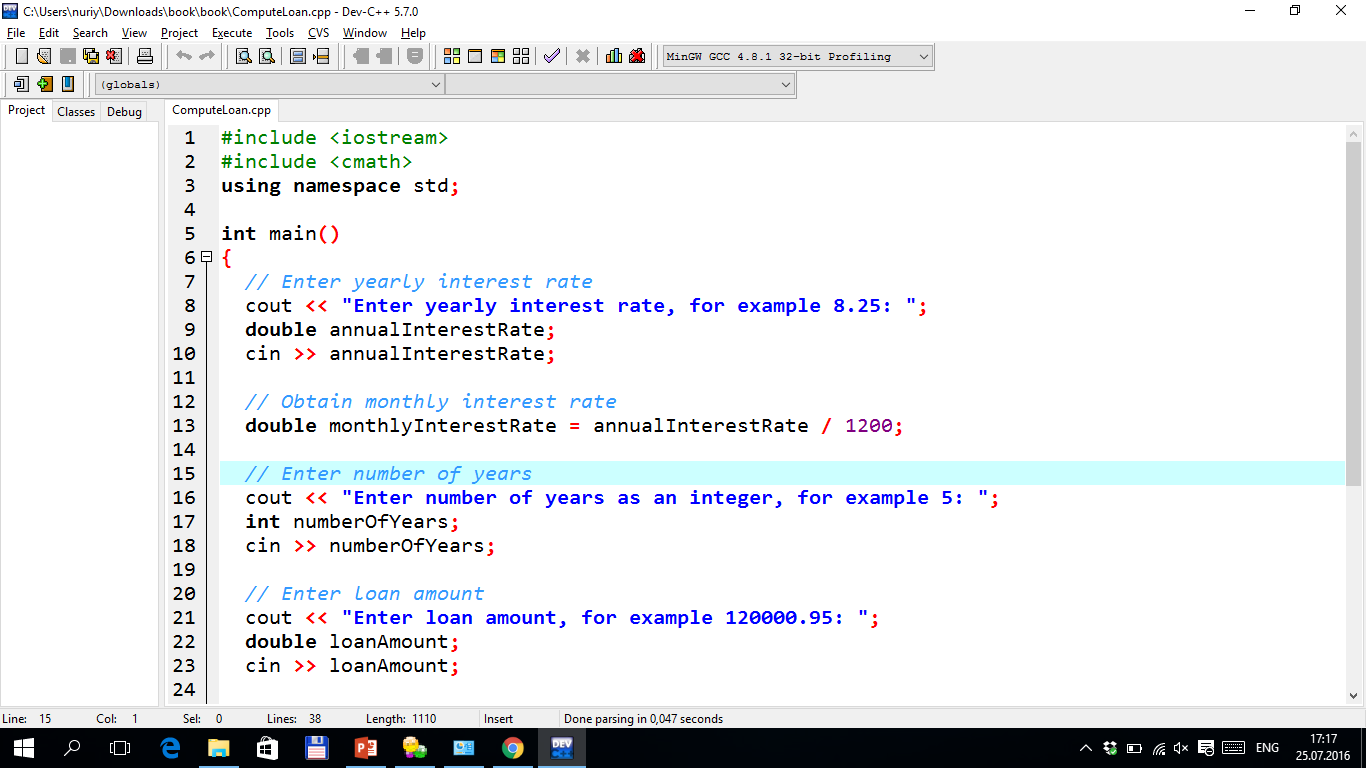 C:\Users\nuriy\Downloads\book\book\ComputeLoan.cpp - Dev-C++ 5.7.0
File Edit Search View Project Execute Tools CVS Window Help
MinGW GCC 4.8.1 32-bit Profiling
(globals)
Project Classes Debug ComputeLoan.cpp
1 #include <iostream>
2 #include <cmath>
3 using namespace std;
4
5 int main()
6 {
7 // Enter yearly interest rate
8 cout << "Enter yearly interest rate, for example 8.25: ";
9 double annualInterestRate;
10 cin >> annualInterestRate;
11
12 // Obtain monthly interest rate
13 double monthlyInterestRate = annualInterestRate / 1200;
14
15 // Enter number of years
16 cout << "Enter number of years as an integer, for example 5: ";
17 int numberOfYears;
18 cin >> numberOfYears;
19
20 // Enter loan amount
21 cout << "Enter loan amount, for example 120000.95: ";
22 double loanAmount;
23 cin >> loanAmount;
24
Line: 15 Col: 1 Sel: 0 Lines: 38 Length: 1110 Insert Done parsing in 0,047 seconds
DEV
ENG
17:17
25.07.2016